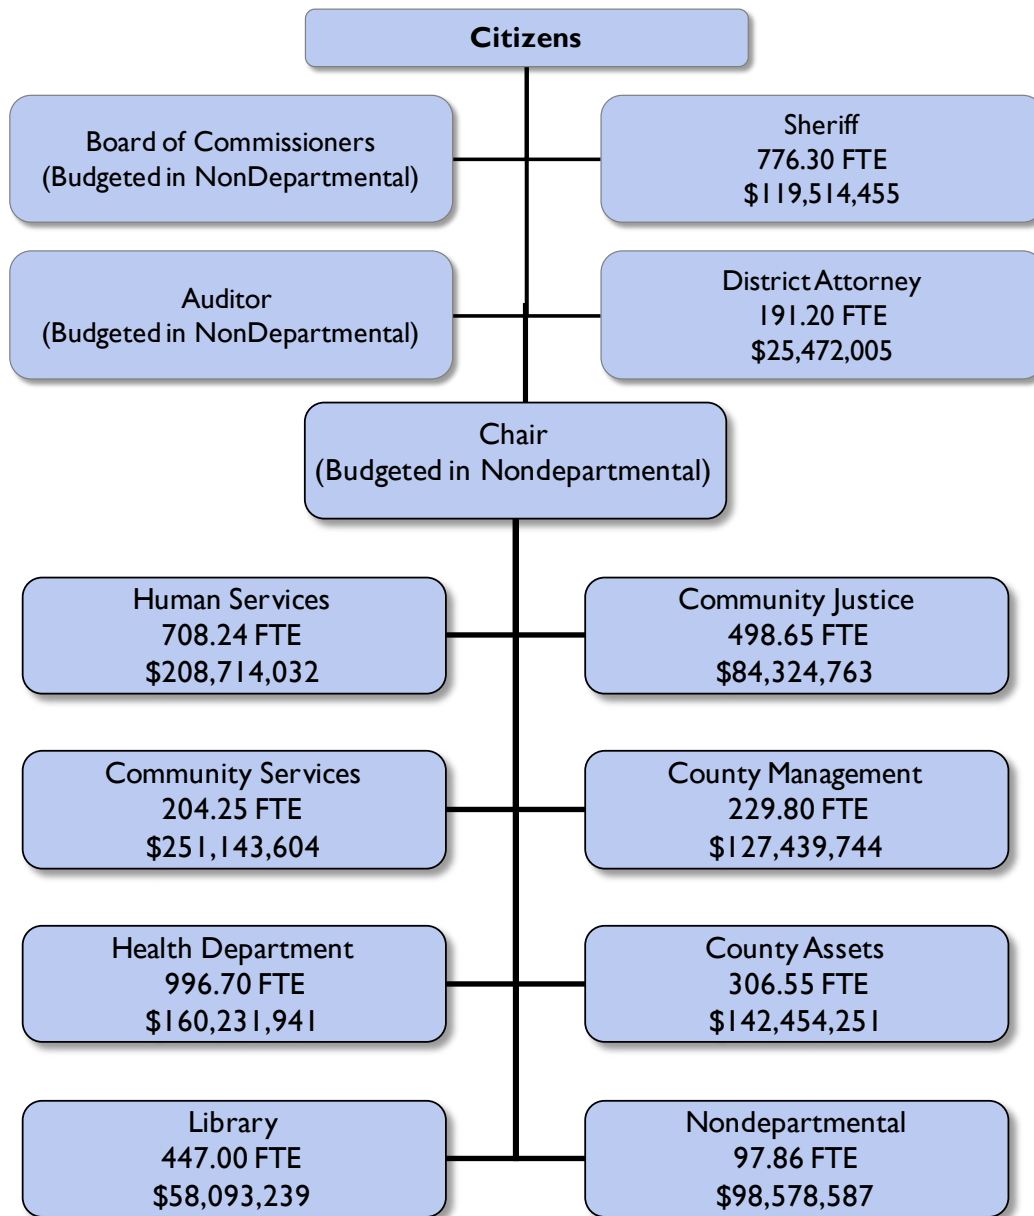 Citizens
Board of Commissioners
(Budgeted in NonDepartmental)
Sheriff
776.30 FTE
$119,514,455
Auditor
(Budgeted in NonDepartmental)
District Attorney
191.20 FTE
$25,472,005
Chair
(Budgeted in Nondepartmental)
Human Services
708.24 FTE
$208,714,032
Community Justice
498.65 FTE
$84,324,763
Community Services
204.25 FTE
$251,143,604
County Management
229.80 FTE
$127,439,744
Health Department
996.70 FTE
$160,231,941
County Assets
306.55 FTE
$142,454,251
Library
447.00 FTE
$58,093,239
Nondepartmental
97.86 FTE
$98,578,587